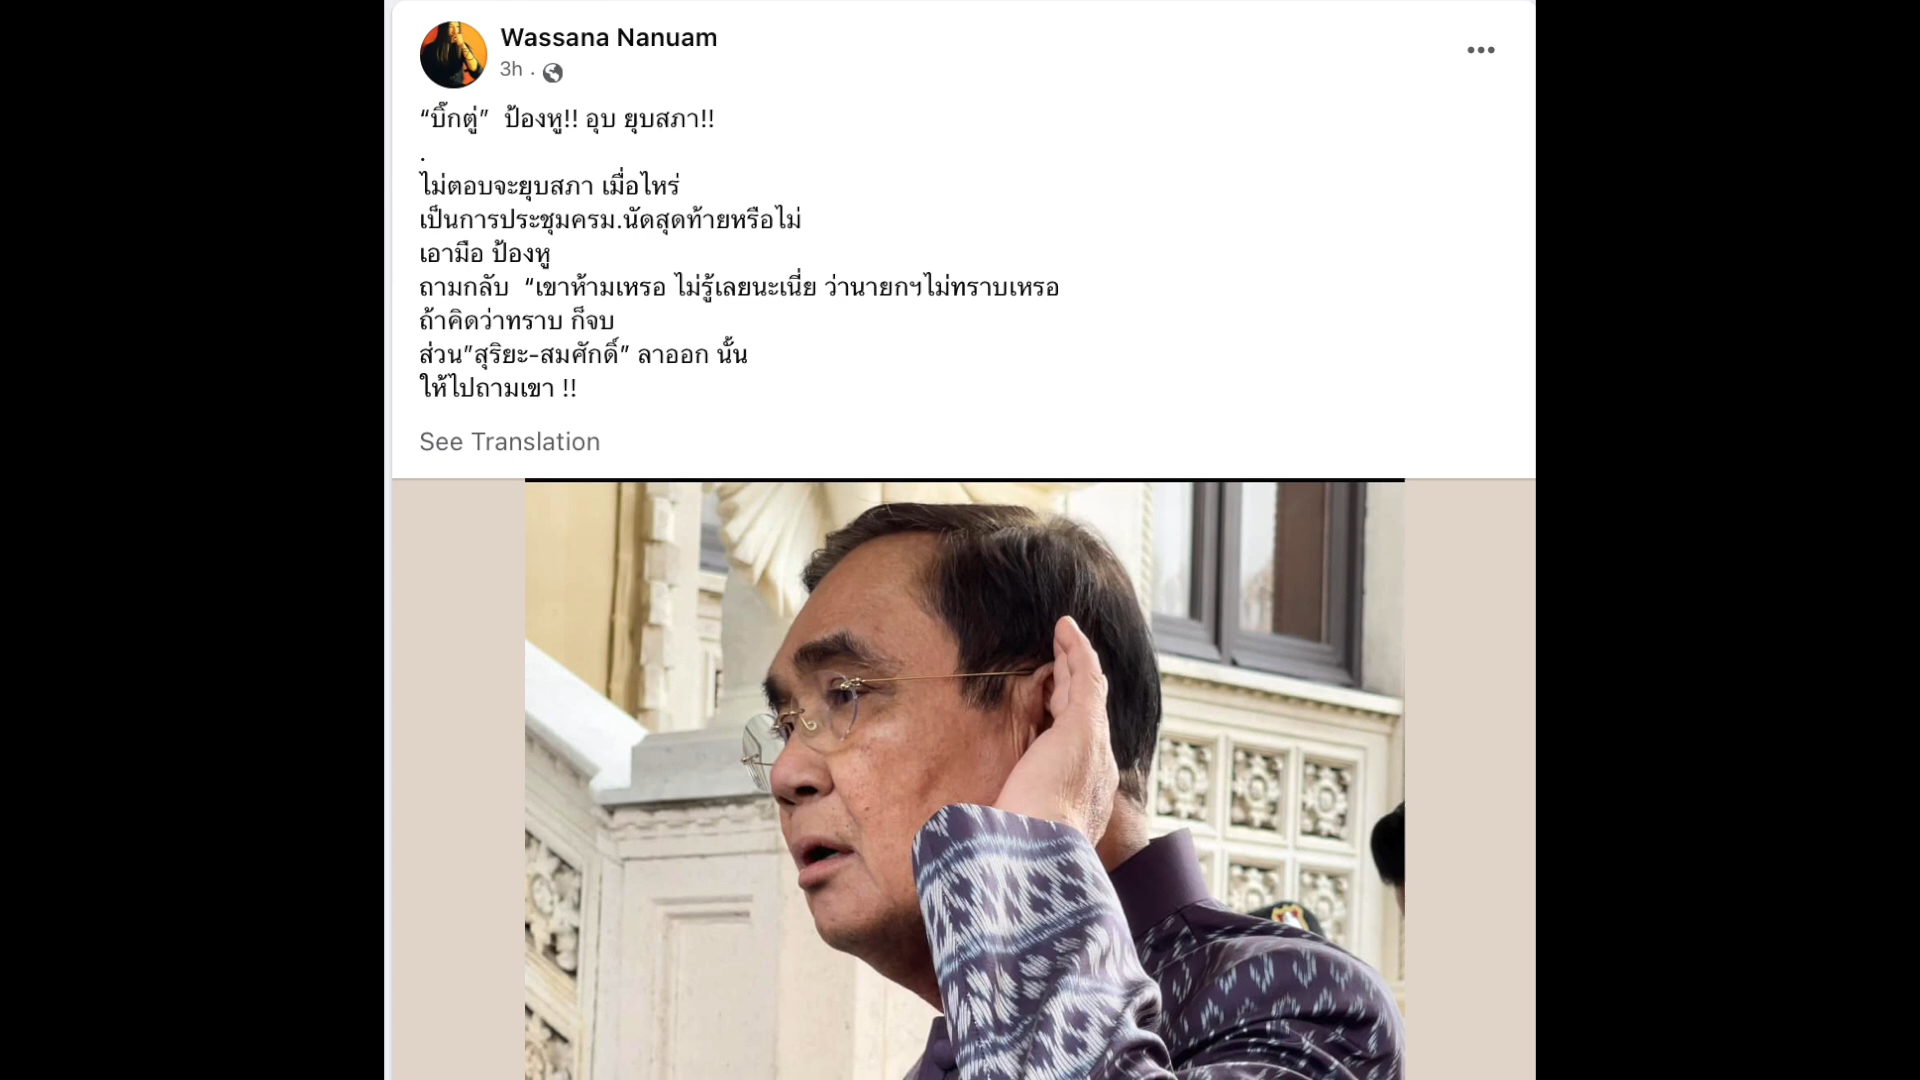 Wassana Nanuam
3h .
“บิ๊กตู่”  ป้องหู!! อุบ ยุบสภา!!
.
ไม่ตอบจะยุบสภา เมื่อไหร่
เป็นการประชุมครม.นัดสุดท้ายหรือไม่
เอามือ ป้องหู
ถามกลับ  “เขาห้ามเหรอ ไม่รู้เลยนะเนี่ย ว่านายกฯไม่ทราบเหรอ
ถ้าคิดว่าทราบ ก็จบ
ส่วน”สุริยะ-สมศักดิ์” ลาออก นั้น
ให้ไปถามเขา !!
See Translation